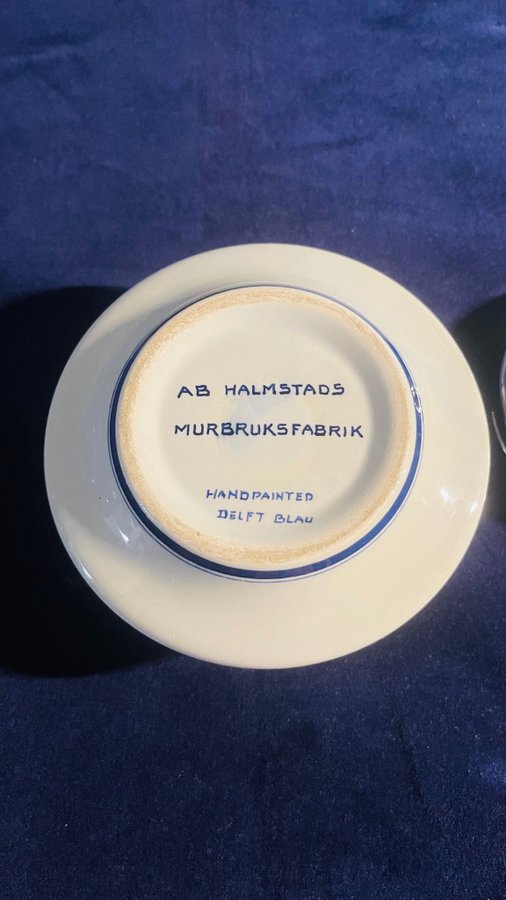 AB HALMSTADS
MURBRUKSFABRIK
HANDPAINTED
DELFT BLAU